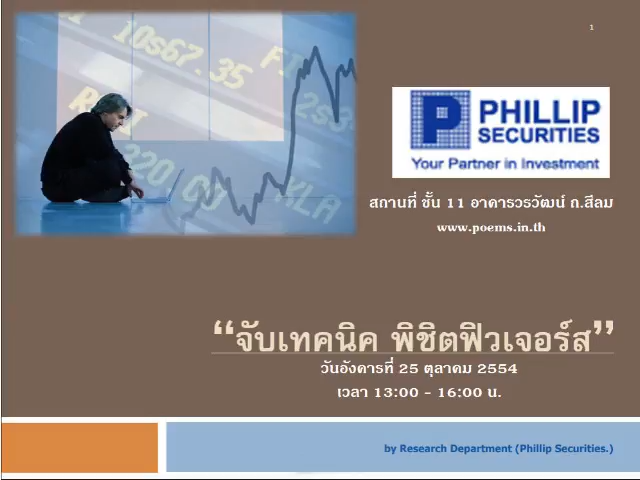 1
10s67.35
PHILLIP
SECURITIES
Your Partner in Investment
สถานที่ ชั้น 11 อาคารวรวัฒน์ ถ.สีลม
www.poems.in.th
“จับเทคนิค พิชิตฟิวเจอร์ส”
วันอังคารที่ 25 ตุลาคม 2554
เวลา 13:00 - 16:00 น.
by Research Department (Phillip Securities.)